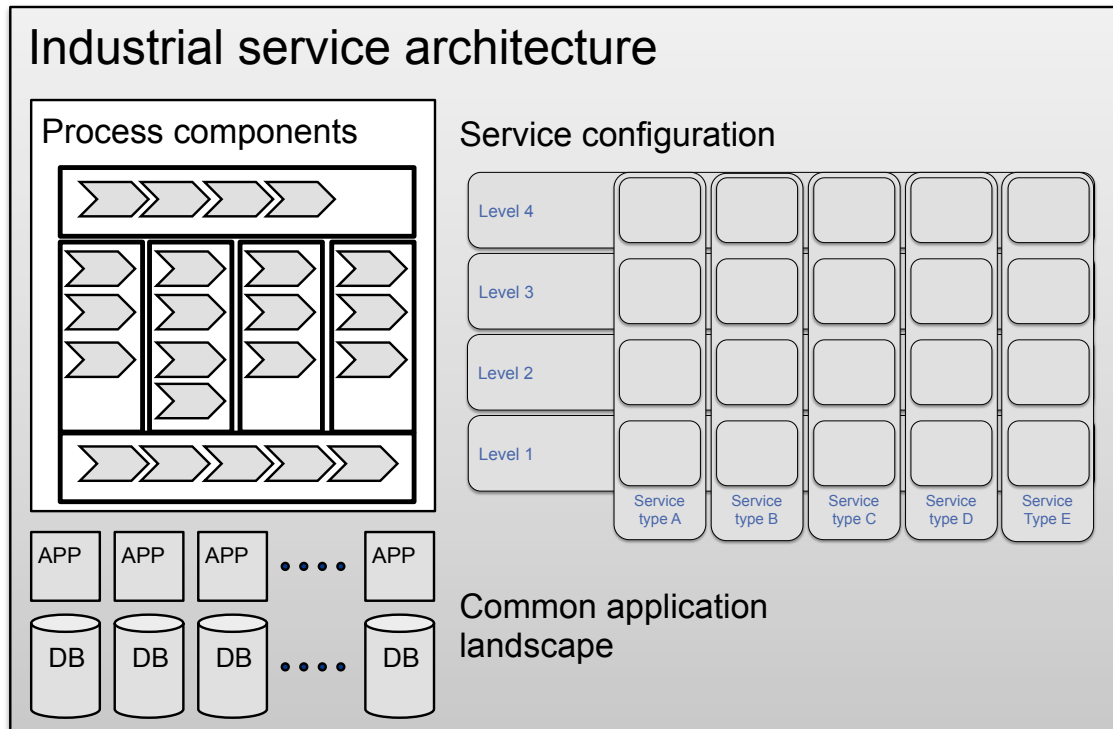 Industrial service architecture
Process components
Service configuration
Level 4
Level 3
Level 2
Level 1
Service
type A
Service
type B
Service
type C
Service
type D
Service
Type E
APP
APP
APP
APP
DB
DB
DB
DB
Common application
landscape